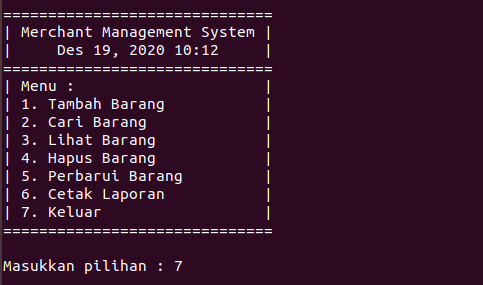 ==============================
| Merchant Management System |
|     Des 19, 2020 10:12     |
==============================
| Menu :                     |
| 1. Tambah Barang           |
| 2. Cari Barang             |
| 3. Lihat Barang            |
| 4. Hapus Barang            |
| 5. Perbarui Barang         |
| 6. Cetak Laporan           |
| 7. Keluar                  |
==============================
Masukkan pilihan : 7